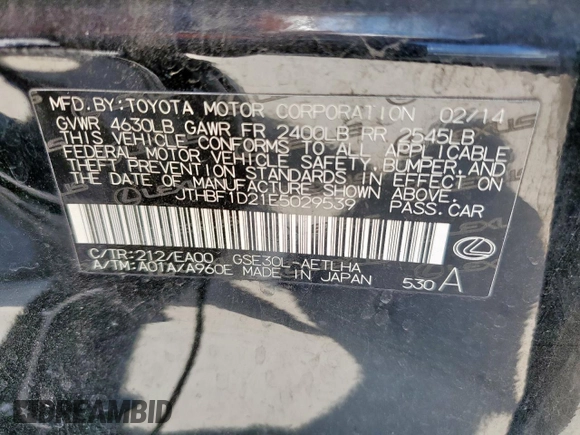 MFD.BY:TOYOTA MOTOR CORPORATION 02/14
GVWR 4630LB GAWR FR 2400LB RR 2545LB
THIS VEHICLE CONFORMS TO ALL APPLICABLE
FEDERAL MOTOR VEHICLE SAFETY, BUMPER, AND
THEFT PREVENTION STANDARDS IN EFFECT ON
THE DATE OF MANUFACTURE SHOWN ABOVE.
JTHBF1D21E5029539 PASS.CAR
C/TR:212/EA00 GSE30L-AETLHA
A/TM:A01A/A960E MADE IN JAPAN
530 A
LEXUS
LIBREAMBID